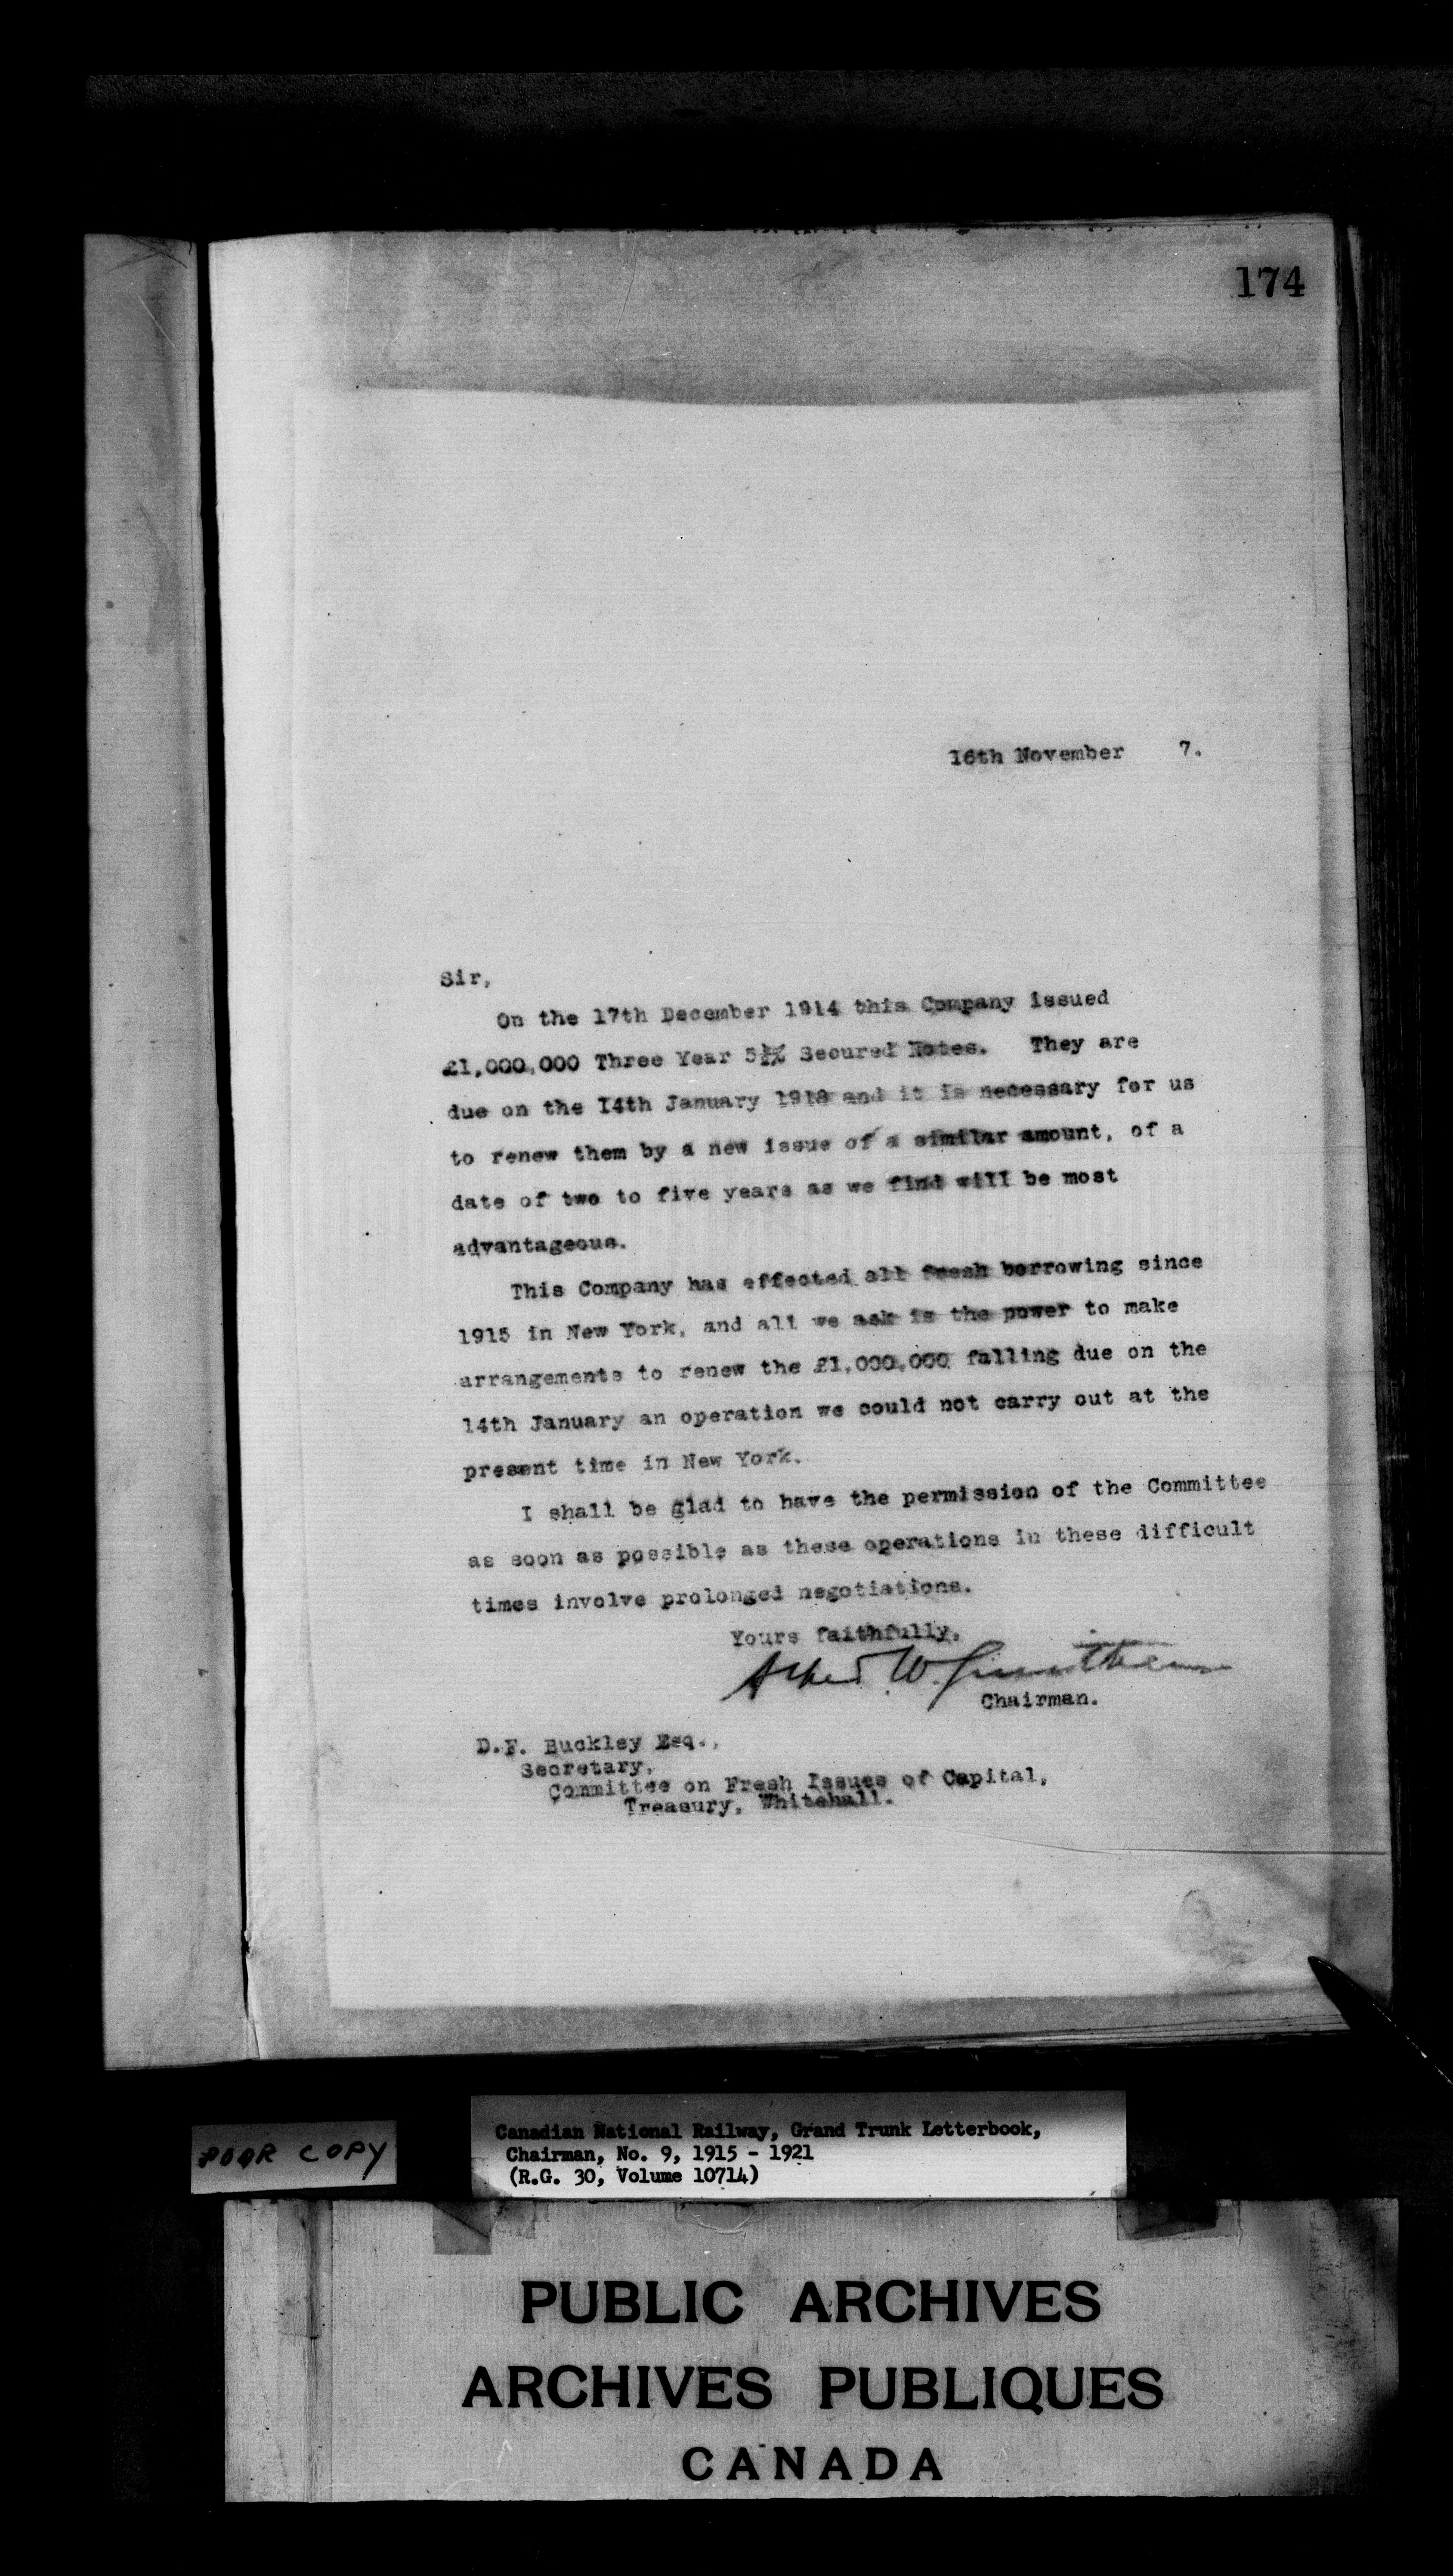 174
16th November 7.
Sir,
On the 17th December 1914 this Company issued
£1,000,000 Three Year 5½% Secured Notes. They are
due on the 14th January 1918 and it is necessary for us
to renew them by a new issue of a similar amount, of a
date of two to five years as we find will be most
advantageous.
This Company has effected all fresh borrowing since
1915 in New York, and all we ask is the power to make
arrangements to renew the £1,000,000 falling due on the
14th January an operation we could not carry out at the
present time in New York.
I shall be glad to have the permission of the Committee
as soon as possible as these operations in these difficult
times involve prolonged negotiations.
Yours faithfully,
Alfred W. Smithers
Chairman.
D.F. Buckley Esq.,
Secretary,
Committee on Fresh Issues of Capital,
Treasury, Whitehall.
POOR COPY
Canadian National Railway, Grand Trunk Letterbook,
Chairman, No. 9, 1915 - 1921
(R.G. 30, Volume 10714)
PUBLIC ARCHIVES
ARCHIVES PUBLIQUES
CANADA